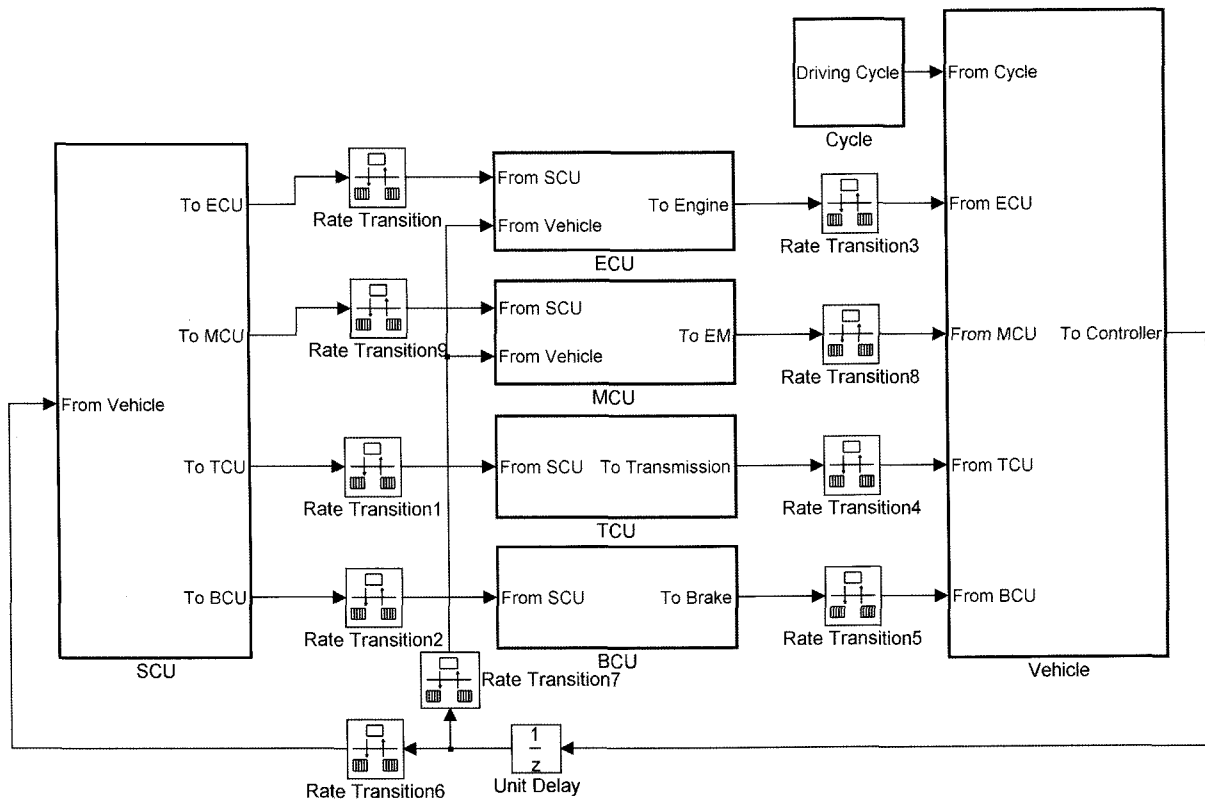 Driving Cycle
From Cycle
Cycle
To ECU
Rate Transition
From SCU
From Vehicle
To Engine
ECU
Rate Transition3
From ECU
To MCU
Rate Transition9
From SCU
From Vehicle
To EM
MCU
Rate Transition8
From MCU
To Controller
From Vehicle
To TCU
Rate Transition1
From SCU
To Transmission
TCU
Rate Transition4
From TCU
To BCU
Rate Transition2
From SCU
To Brake
BCU
Rate Transition5
From BCU
SCU
Vehicle
Rate Transition7
Rate Transition6
1
z
Unit Delay